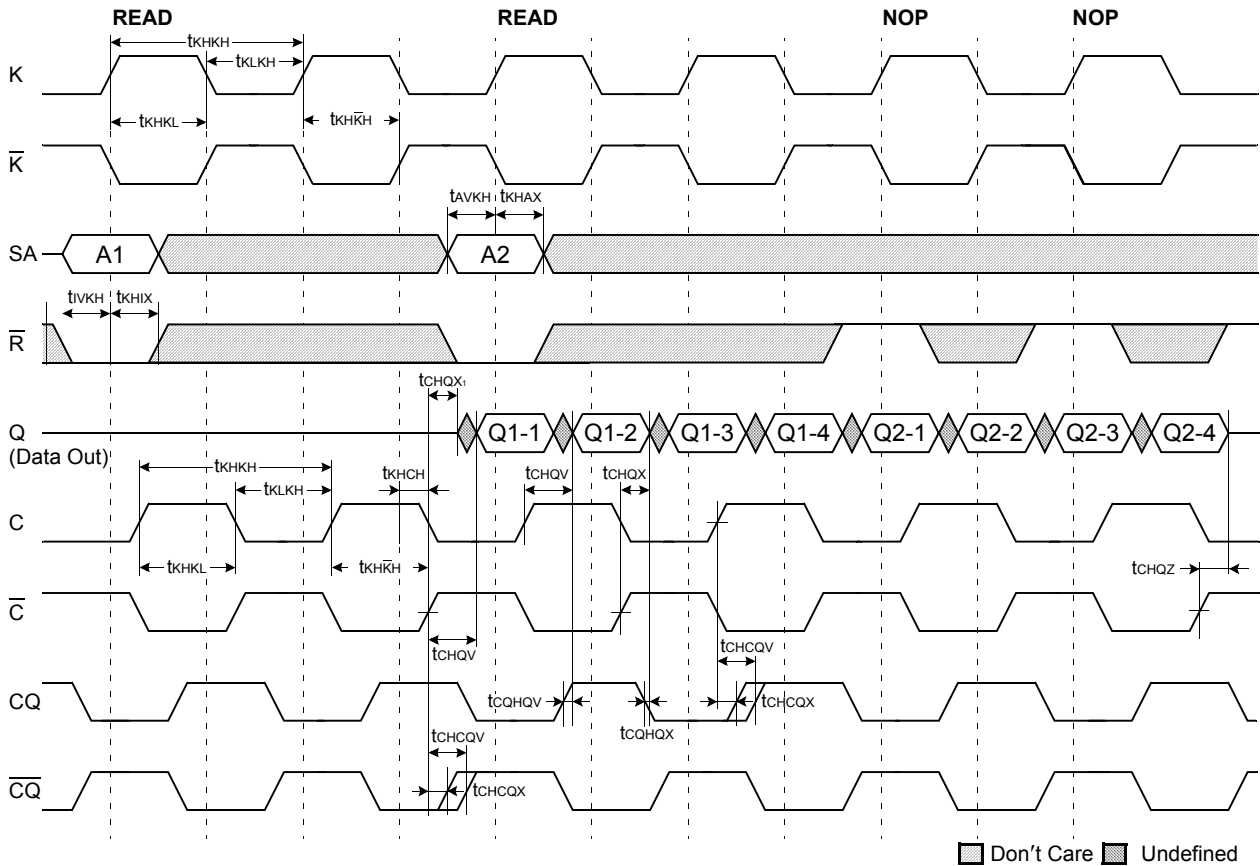 READ READ NOP NOP
tKHKH
tKLKH
K
tKHKL tKHK̅H
K̅
tAVKH tKHAX
SA A1 A2
tIVKH tKHIX
R̅
tCHQX1
Q Q1-1 Q1-2 Q1-3 Q1-4 Q2-1 Q2-2 Q2-3 Q2-4
(Data Out)
tKHKH tKHCH tCHQV tCHQX
tKLKH
C
tKHKL tKHK̅H tCHQZ
C̅
tCHQV
tCHCQV
CQ tCQHQV tCHCQX
tCQHQX
tCHCQV
C̅Q̅ tCHCQX
Don't Care Undefined